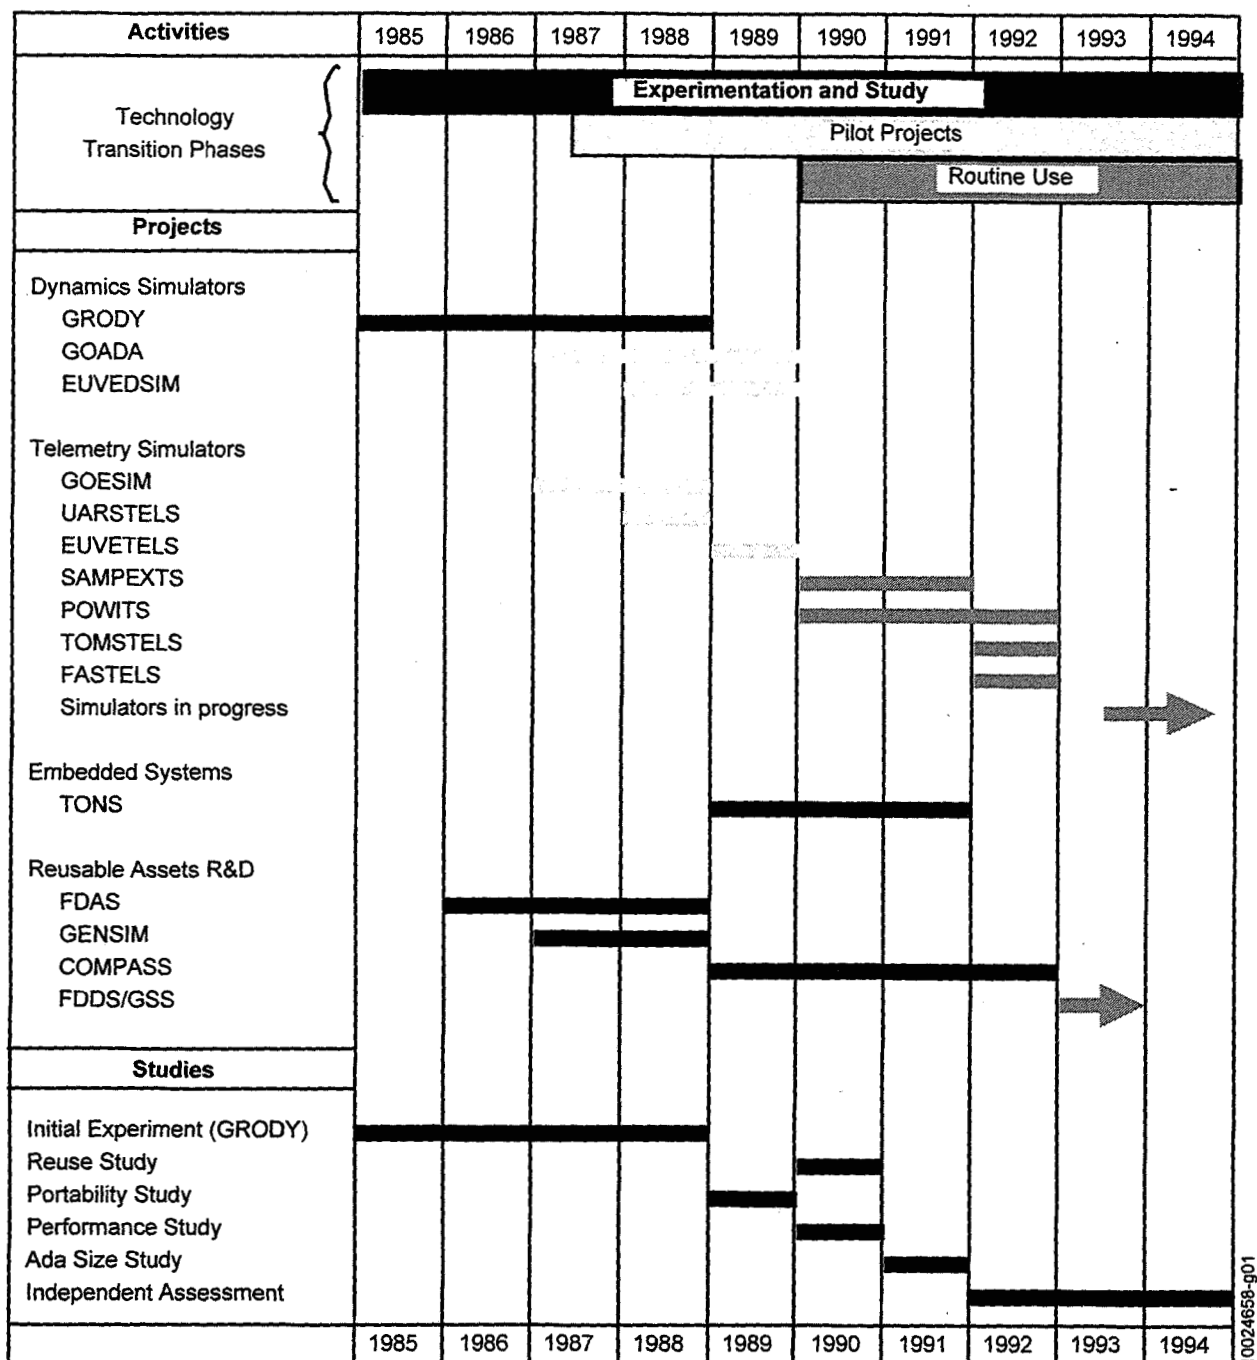 Activities 1985 1986 1987 1988 1989 1990 1991 1992 1993 1994
Experimentation and Study
Technology
Transition Phases
Pilot Projects
Routine Use
Projects
Dynamics Simulators
GRODY
GOADA
EUVEDSIM
Telemetry Simulators
GOESIM
UARSTELS
EUVETELS
SAMPEXTS
POWITS
TOMSTELS
FASTELS
Simulators in progress
Embedded Systems
TONS
Reusable Assets R&D
FDAS
GENSIM
COMPASS
FDDS/GSS
Studies
Initial Experiment (GRODY)
Reuse Study
Portability Study
Performance Study
Ada Size Study
Independent Assessment
1985 1986 1987 1988 1989 1990 1991 1992 1993 1994
0024658-g01